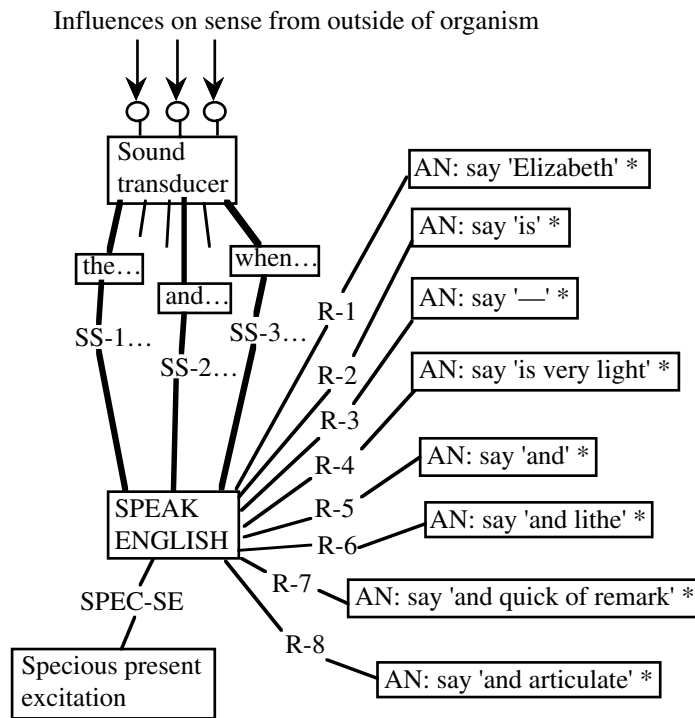 Influences on sense from outside of organism
Sound
transducer
the…
and…
when…
SS-1…
SS-2…
SS-3…
SPEAK
ENGLISH
SPEC-SE
Specious present
excitation
R-1
AN: say 'Elizabeth' *
R-2
AN: say 'is' *
R-3
AN: say '—' *
R-4
AN: say 'is very light' *
R-5
AN: say 'and' *
R-6
AN: say 'and lithe' *
R-7
AN: say 'and quick of remark' *
R-8
AN: say 'and articulate' *